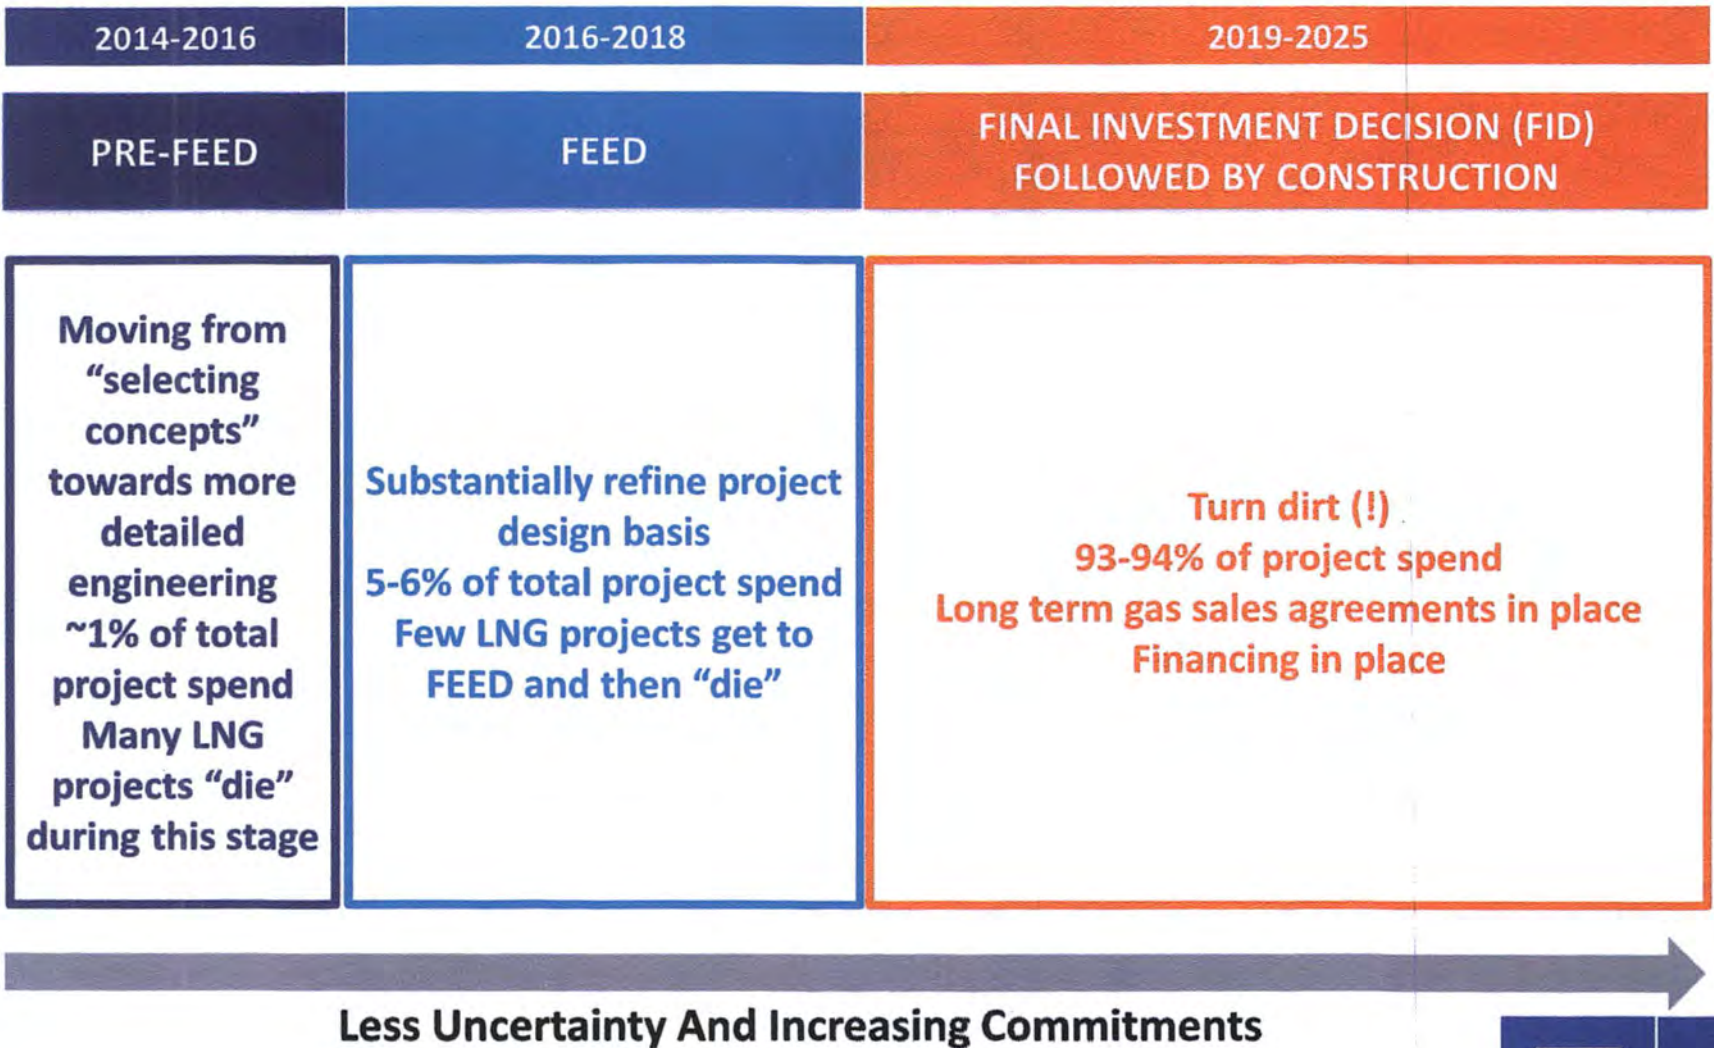 2014-2016
2016-2018
2019-2025
PRE-FEED
FEED
FINAL INVESTMENT DECISION (FID)
FOLLOWED BY CONSTRUCTION
Moving from
“selecting
concepts”
towards more
detailed
engineering
~1% of total
project spend
Many LNG
projects “die”
during this stage
Substantially refine project
design basis
5-6% of total project spend
Few LNG projects get to
FEED and then “die”
Turn dirt (!)
93-94% of project spend
Long term gas sales agreements in place
Financing in place
Less Uncertainty And Increasing Commitments